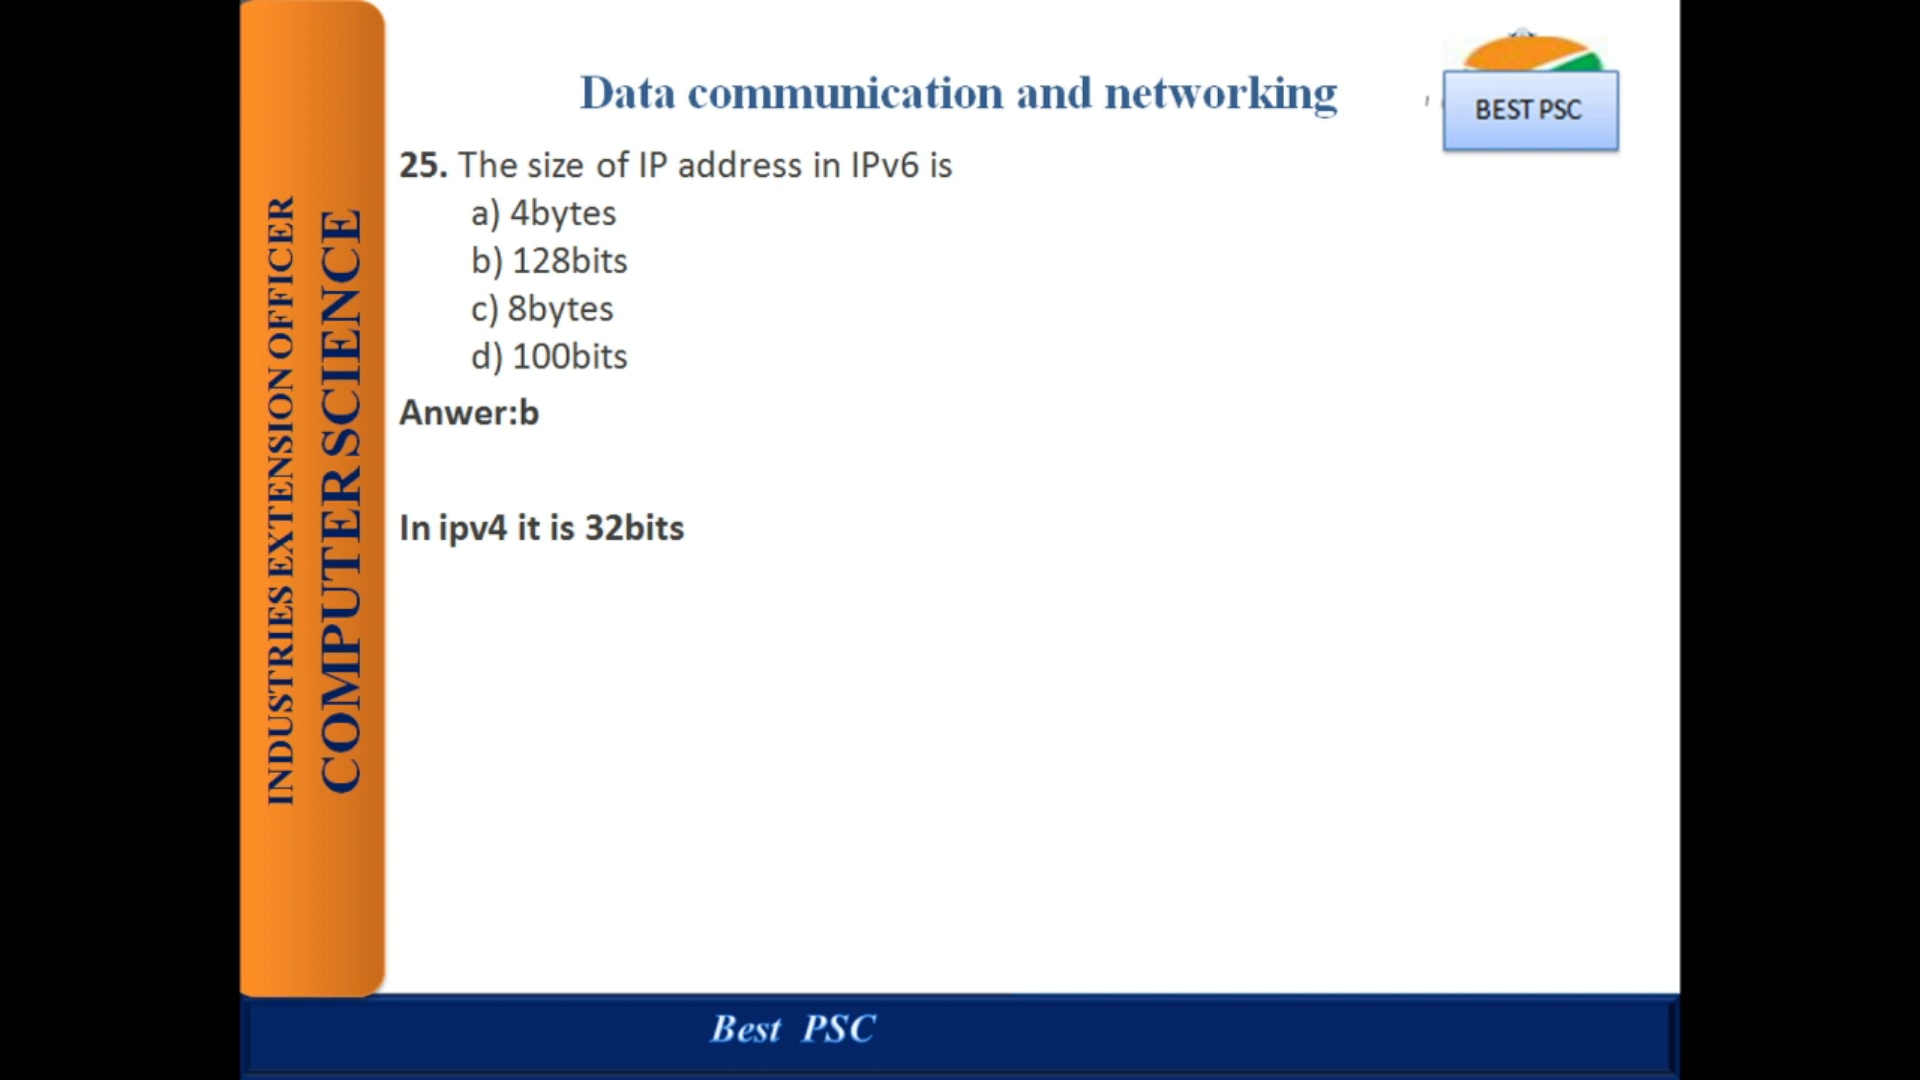 Data communication and networking
BEST PSC
25. The size of IP address in IPv6 is
a) 4bytes
b) 128bits
c) 8bytes
d) 100bits
Anwer:b
In ipv4 it is 32bits
INDUSTRIES EXTENSION OFFICER
COMPUTER SCIENCE
Best PSC